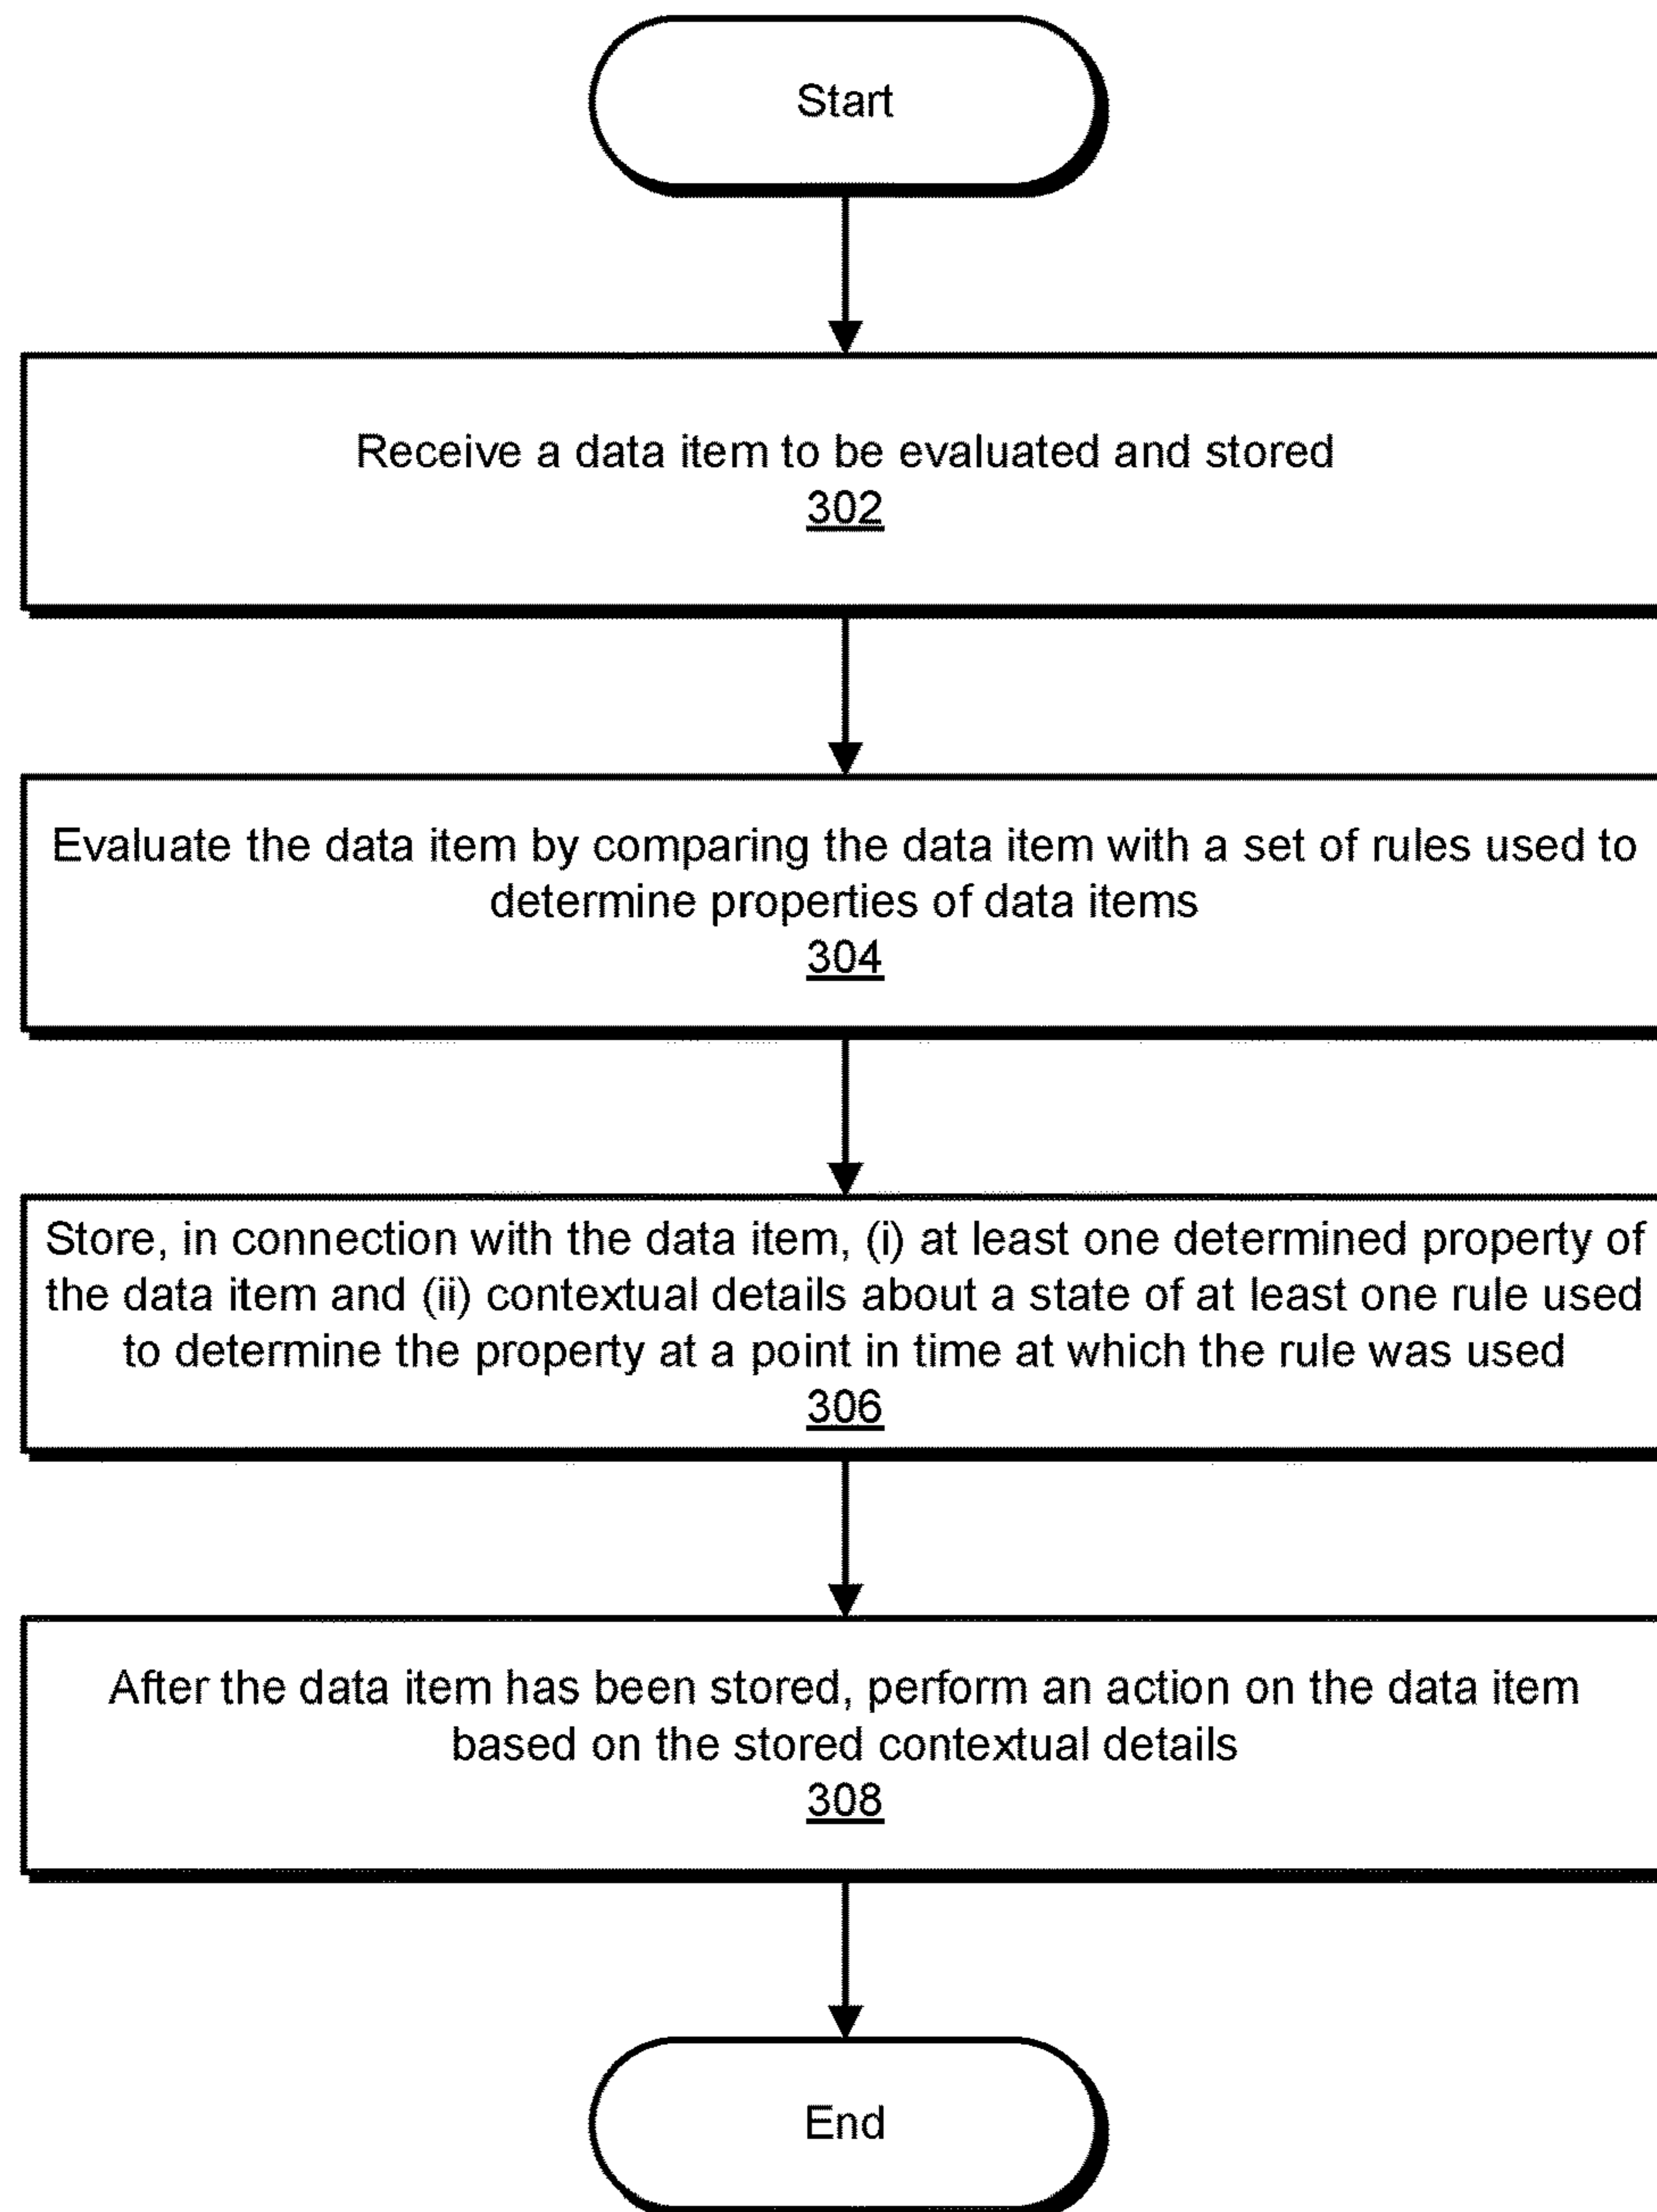 Start
Receive a data item to be evaluated and stored
302
Evaluate the data item by comparing the data item with a set of rules used to
determine properties of data items
304
Store, in connection with the data item, (i) at least one determined property of
the data item and (ii) contextual details about a state of at least one rule used
to determine the property at a point in time at which the rule was used
306
After the data item has been stored, perform an action on the data item
based on the stored contextual details
308
End